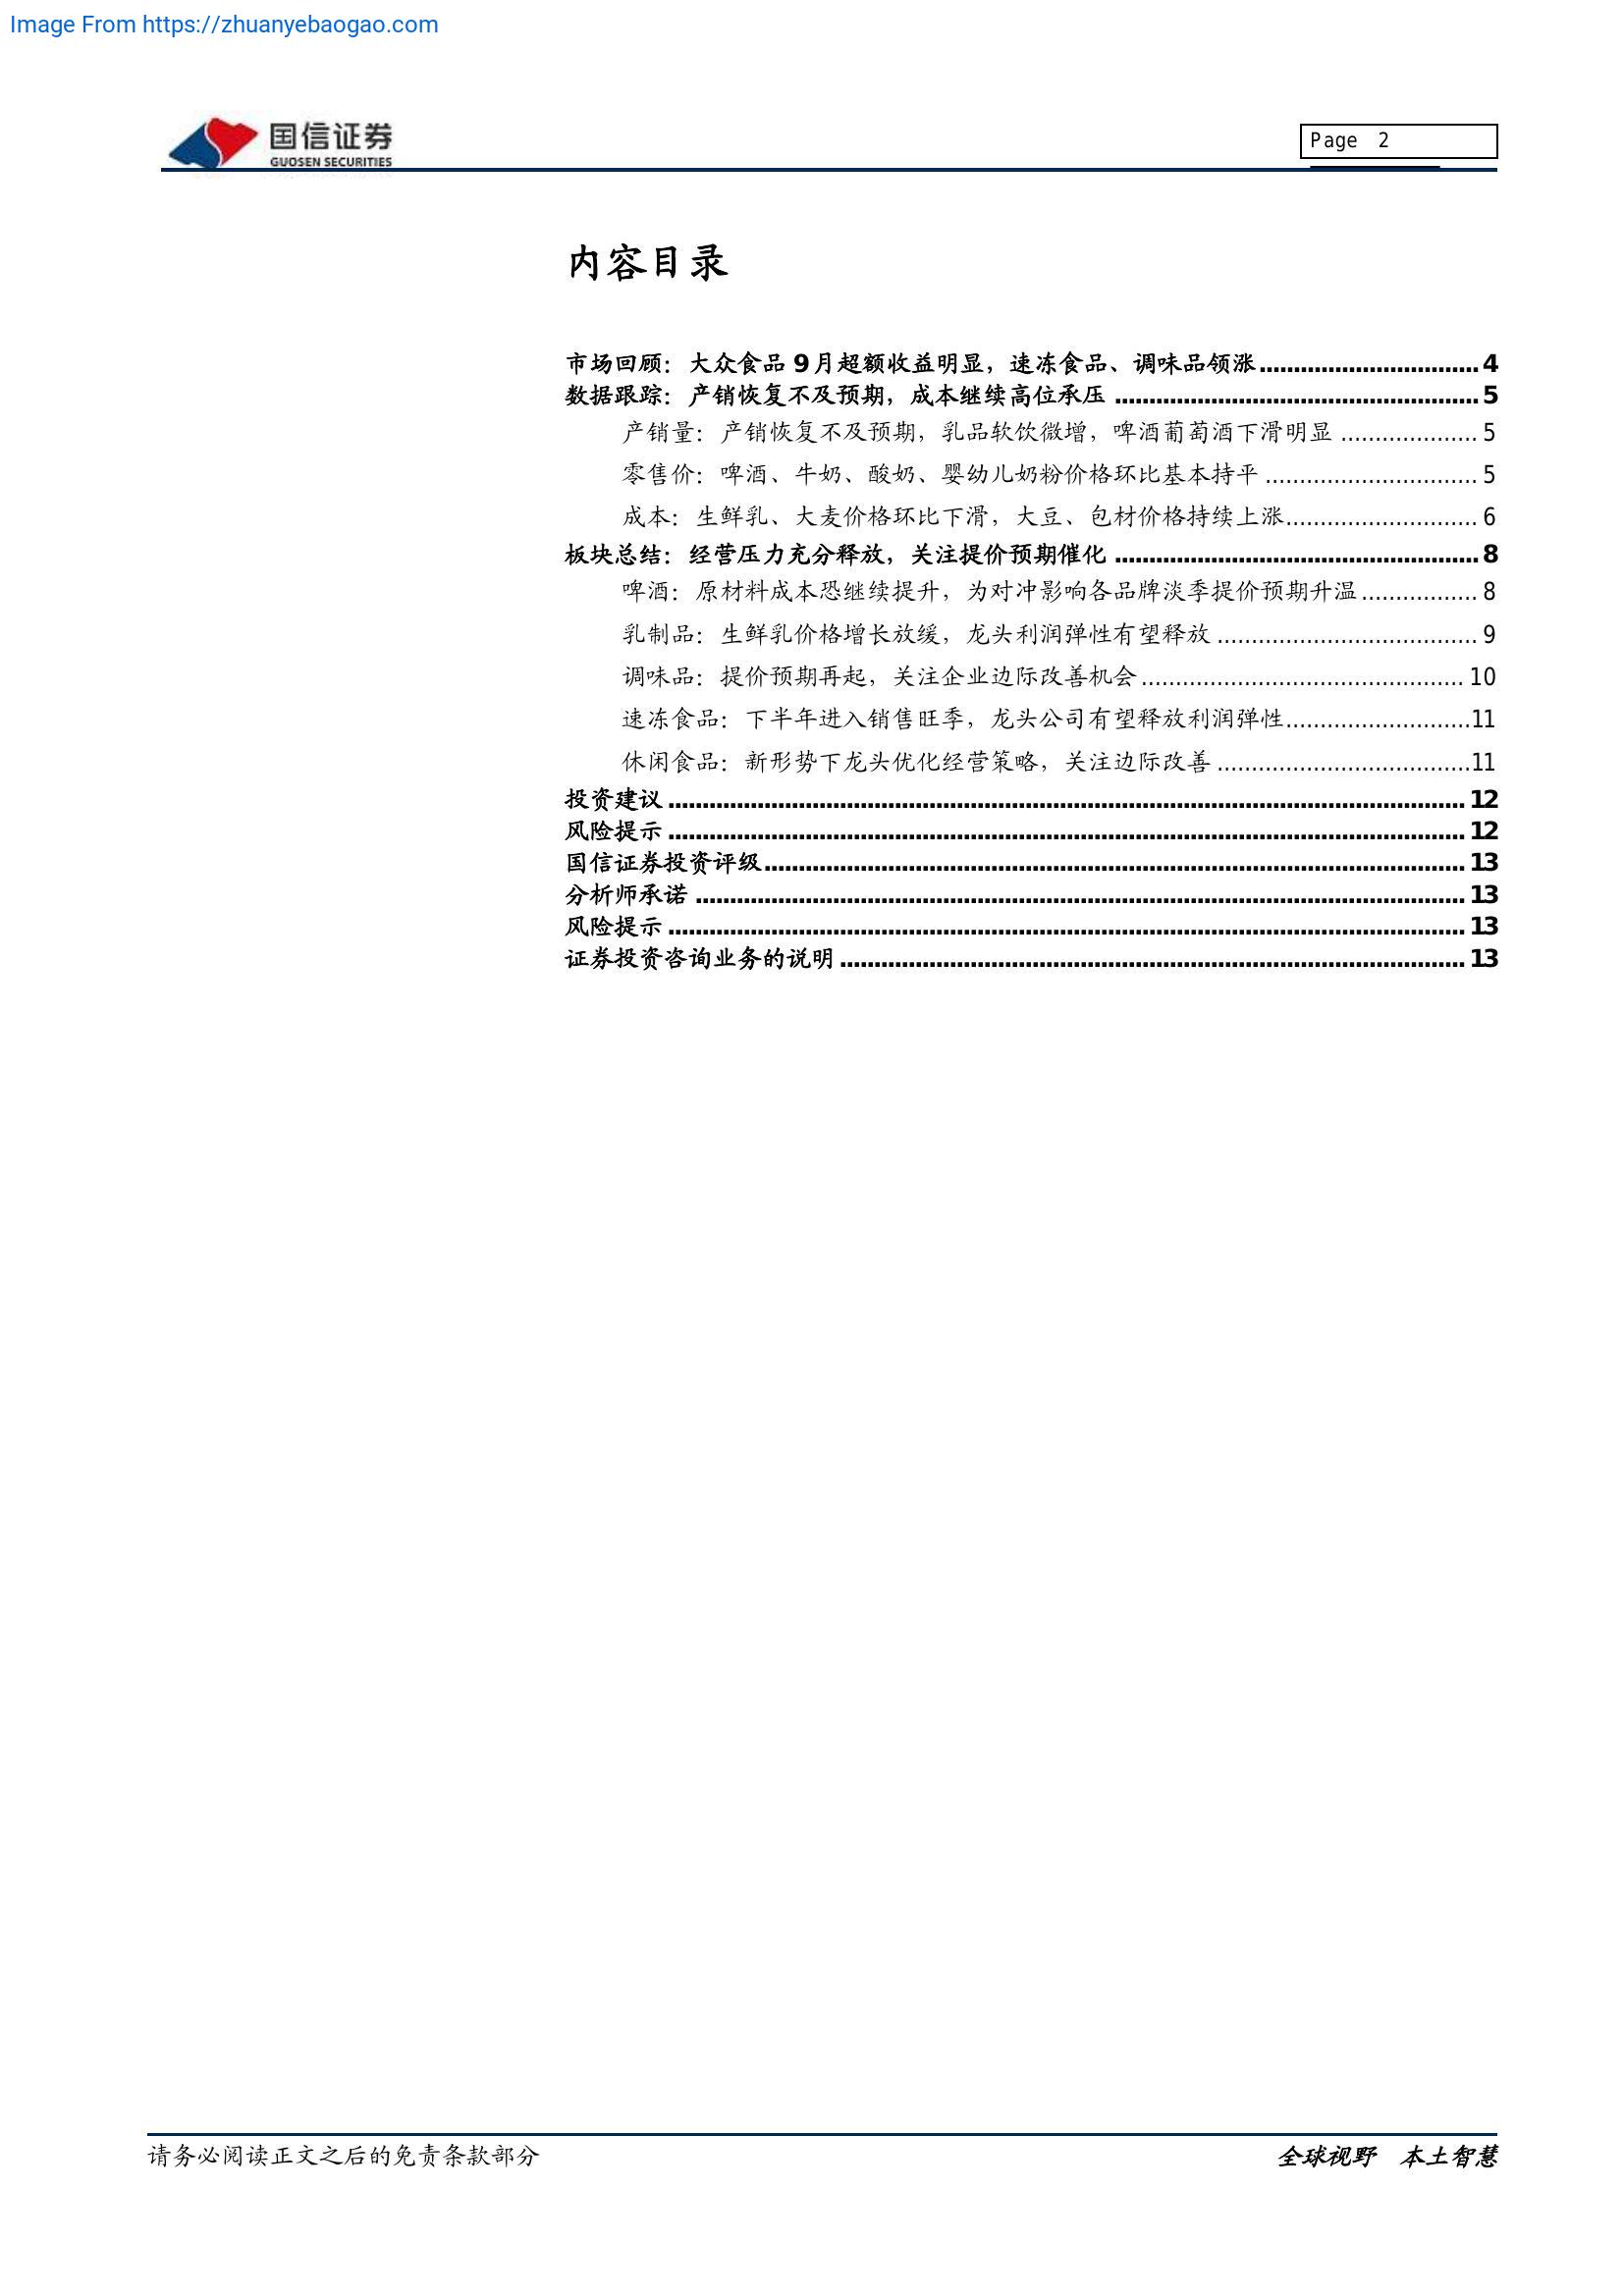 Image From https://zhuanyebaogao.com
国信证券
GUOSEN SECURITIES
Page 2
内容目录
市场回顾：大众食品 9 月超额收益明显，速冻食品、调味品领涨................................ 4
数据跟踪：产销恢复不及预期，成本继续高位承压 ..................................................... 5
产销量：产销恢复不及预期，乳品软饮微增，啤酒葡萄酒下滑明显 .................... 5
零售价：啤酒、牛奶、酸奶、婴幼儿奶粉价格环比基本持平 ............................... 5
成本：生鲜乳、大麦价格环比下滑，大豆、包材价格持续上涨............................ 6
板块总结：经营压力充分释放，关注提价预期催化 ..................................................... 8
啤酒：原材料成本恐继续提升，为对冲影响各品牌淡季提价预期升温................. 8
乳制品：生鲜乳价格增长放缓，龙头利润弹性有望释放 ...................................... 9
调味品：提价预期再起，关注企业边际改善机会............................................... 10
速冻食品：下半年进入销售旺季，龙头公司有望释放利润弹性...........................11
休闲食品：新形势下龙头优化经营策略，关注边际改善 .....................................11
投资建议 .................................................................................................................... 12
风险提示 .................................................................................................................... 12
国信证券投资评级...................................................................................................... 13
分析师承诺 ................................................................................................................ 13
风险提示 .................................................................................................................... 13
证券投资咨询业务的说明 ........................................................................................... 13
请务必阅读正文之后的免责条款部分
全球视野 本土智慧